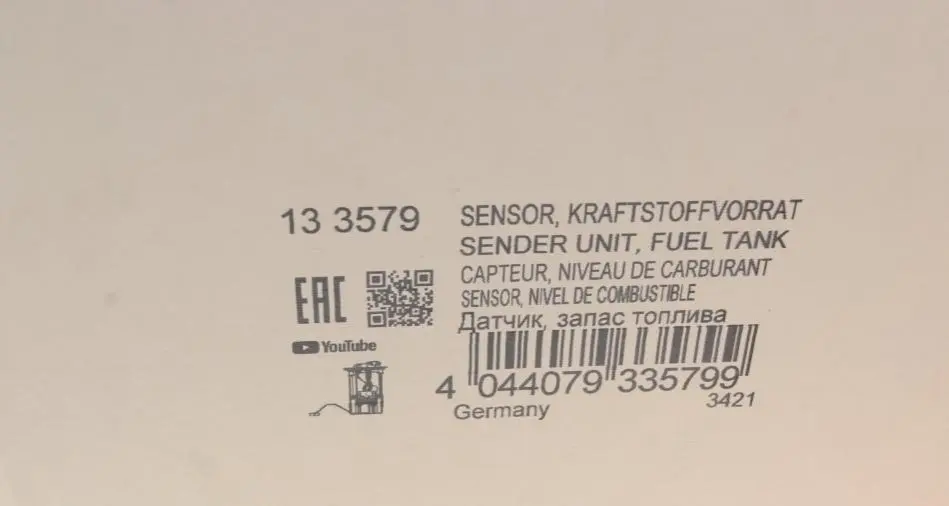 13 3579
SENSOR, KRAFTSTOFFVORRAT
SENDER UNIT, FUEL TANK
CAPTEUR, NIVEAU DE CARBURANT
SENSOR, NIVEL DE COMBUSTIBLE
Датчик, запас топлива
EAC
YouTube
4 044079 335799
Germany
3421